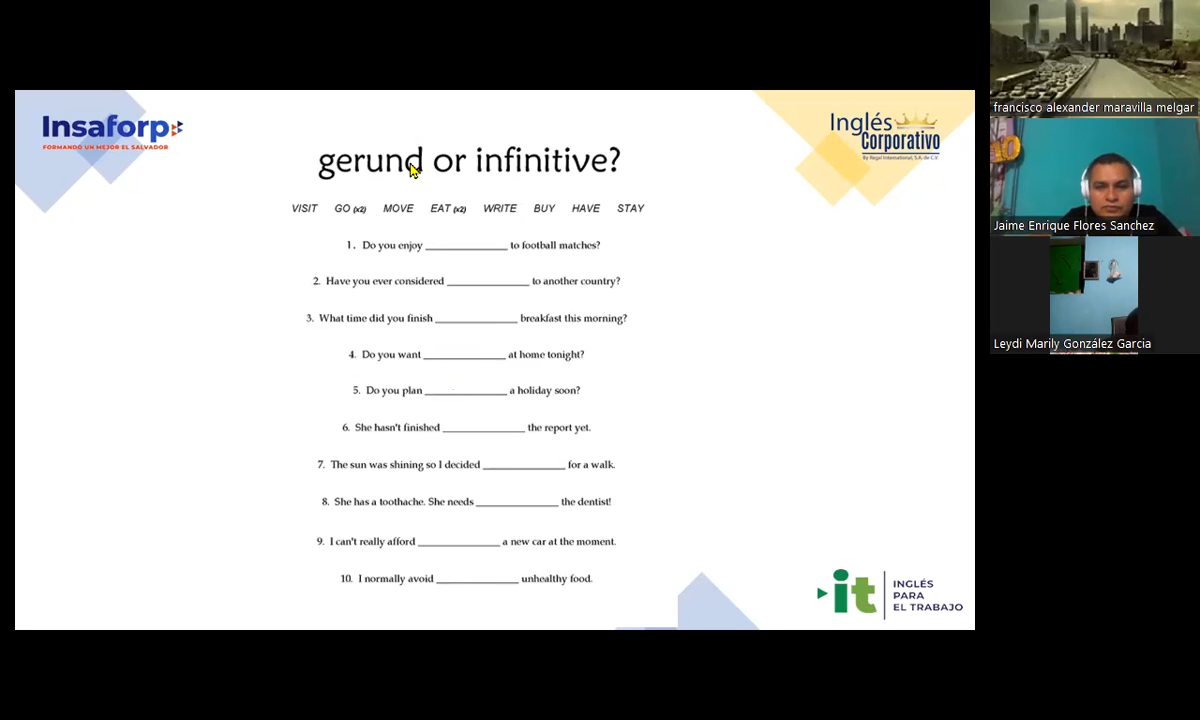 Insaforp
FORMANDO UN MEJOR EL SALVADOR
gerund or infinitive?
Inglés
Corporativo
By Regal International, S.A. de C.V.
VISIT GO (x2) MOVE EAT (x2) WRITE BUY HAVE STAY
1. Do you enjoy ______________ to football matches?
2. Have you ever considered ______________ to another country?
3. What time did you finish ______________ breakfast this morning?
4. Do you want ______________ at home tonight?
5. Do you plan ______________ a holiday soon?
6. She hasn't finished ______________ the report yet.
7. The sun was shining so I decided ______________ for a walk.
8. She has a toothache. She needs ______________ the dentist!
9. I can't really afford ______________ a new car at the moment.
10. I normally avoid ______________ unhealthy food.
it
INGLÉS
PARA
EL TRABAJO
francisco alexander maravilla melgar
Jaime Enrique Flores Sanchez
Leydi Marily González Garcia